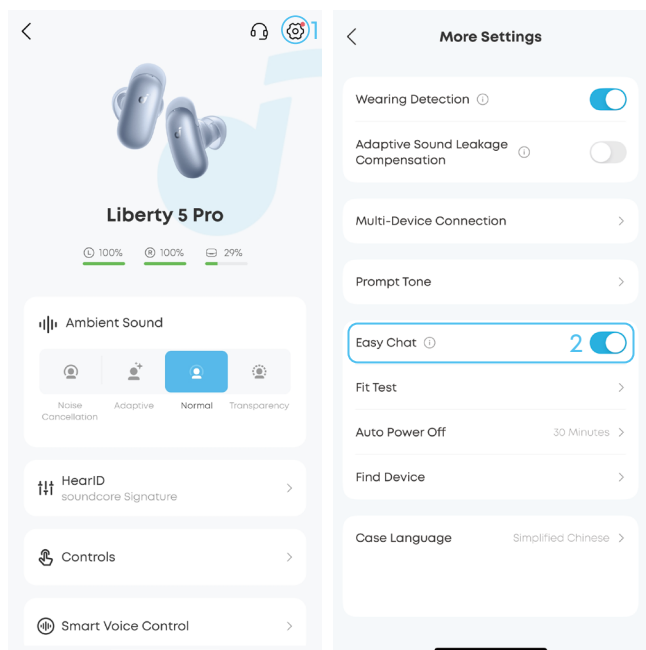 1
Liberty 5 Pro
L 100%
R 100%
29%
Ambient Sound
Noise
Cancellation
Adaptive
Normal
Transparency
HearID
soundcore Signature
Controls
Smart Voice Control
More Settings
Wearing Detection
Adaptive Sound Leakage
Compensation
Multi-Device Connection
Prompt Tone
Easy Chat 2
Fit Test
Auto Power Off 30 Minutes
Find Device
Case Language Simplified Chinese